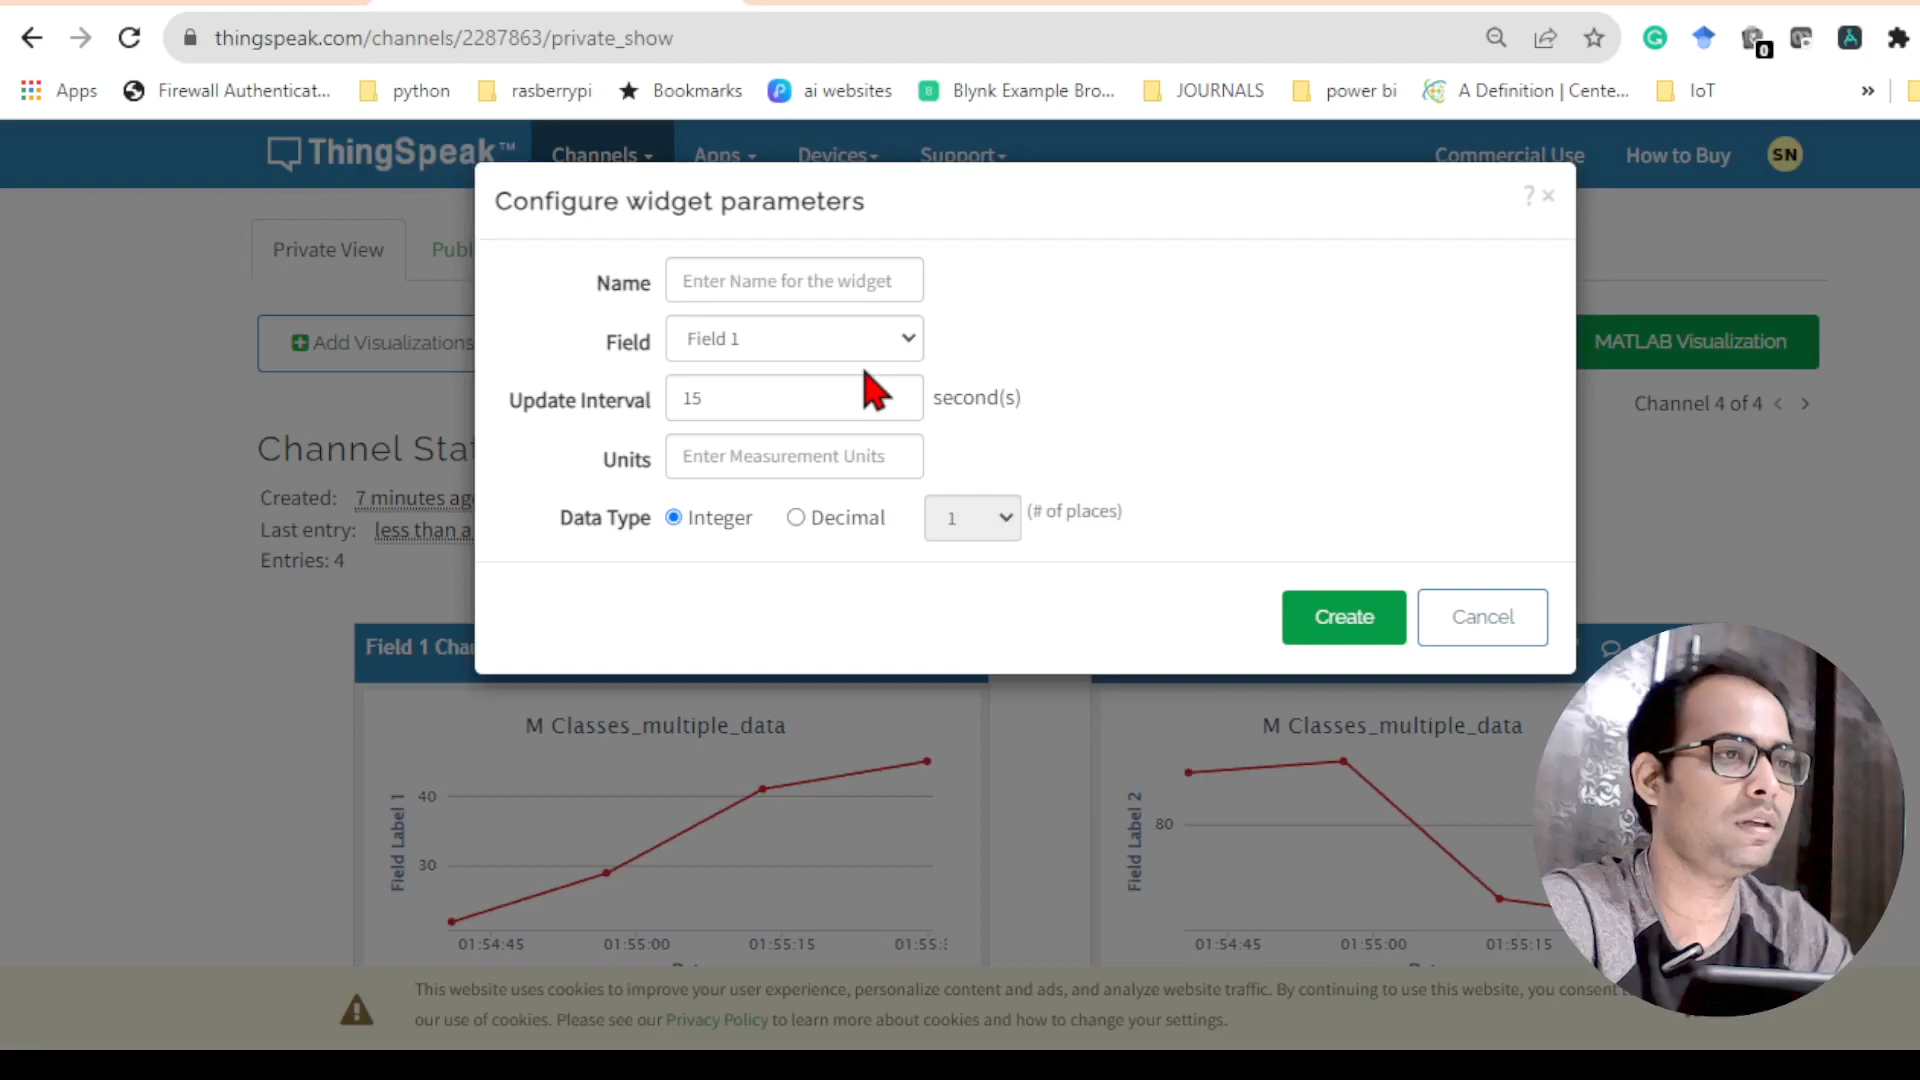 thingspeak.com/channels/2287863/private_show
0
Apps Firewall Authenticat... python rasberrypi Bookmarks ai websites Blynk Example Bro... JOURNALS power bi A Definition | Cente... IoT »
ThingSpeak™ Channels Apps Devices Support Commercial Use How to Buy SN
Configure widget parameters ? ×
Private View Publ
Name Enter Name for the widget
Field Field 1
Add Visualizations MATLAB Visualization
Update Interval 15 second(s)
Channel 4 of 4 < >
Channel Stat
Units Enter Measurement Units
Created: 7 minutes ag
Data Type Integer Decimal 1 (# of places)
Last entry: less than a
Entries: 4
Create Cancel
Field 1 Char
M Classes_multiple_data
40
30
Field Label 1
01:54:45 01:55:00 01:55:15 01:55:
M Classes_multiple_data
80
Field Label 2
01:54:45 01:55:00 01:55:15
This website uses cookies to improve your user experience, personalize content and ads, and analyze website traffic. By continuing to use this website, you consent
our use of cookies. Please see our Privacy Policy to learn more about cookies and how to change your settings.